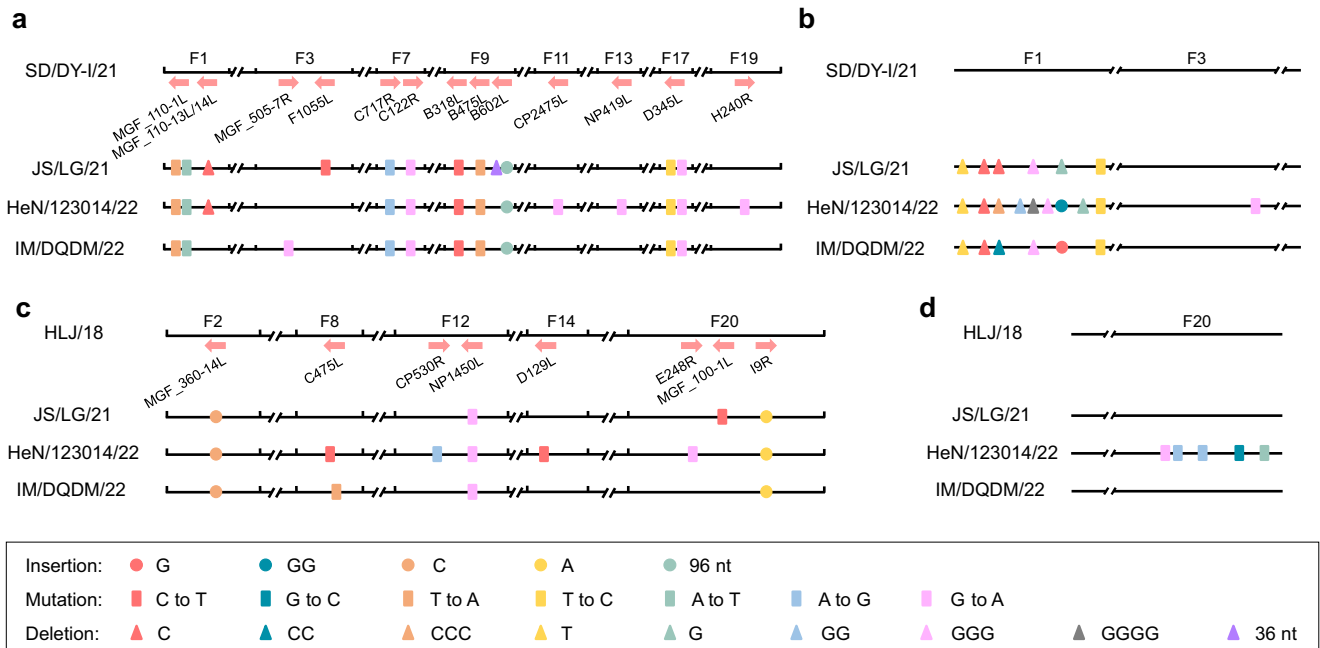 a
F1 F3 F7 F9 F11 F13 F17 F19
SD/DY-I/21
MGF_110-1L
MGF_110-13L/14L
MGF_505-7R
F1055L
C717R
C122R
B318L
B475L
B602L
CP2475L
NP419L
D345L
H240R
JS/LG/21
HeN/123014/22
IM/DQDM/22
b
F1 F3
SD/DY-I/21
JS/LG/21
HeN/123014/22
IM/DQDM/22
c
F2 F8 F12 F14 F20
HLJ/18
MGF_360-14L
C475L
CP530R
NP1450L
D129L
E248R
MGF_100-1L
I9R
JS/LG/21
HeN/123014/22
IM/DQDM/22
d
F20
HLJ/18
JS/LG/21
HeN/123014/22
IM/DQDM/22
Insertion: G GG C A 96 nt
Mutation: C to T G to C T to A T to C A to T A to G G to A
Deletion: C CC CCC T G GG GGG GGGG 36 nt